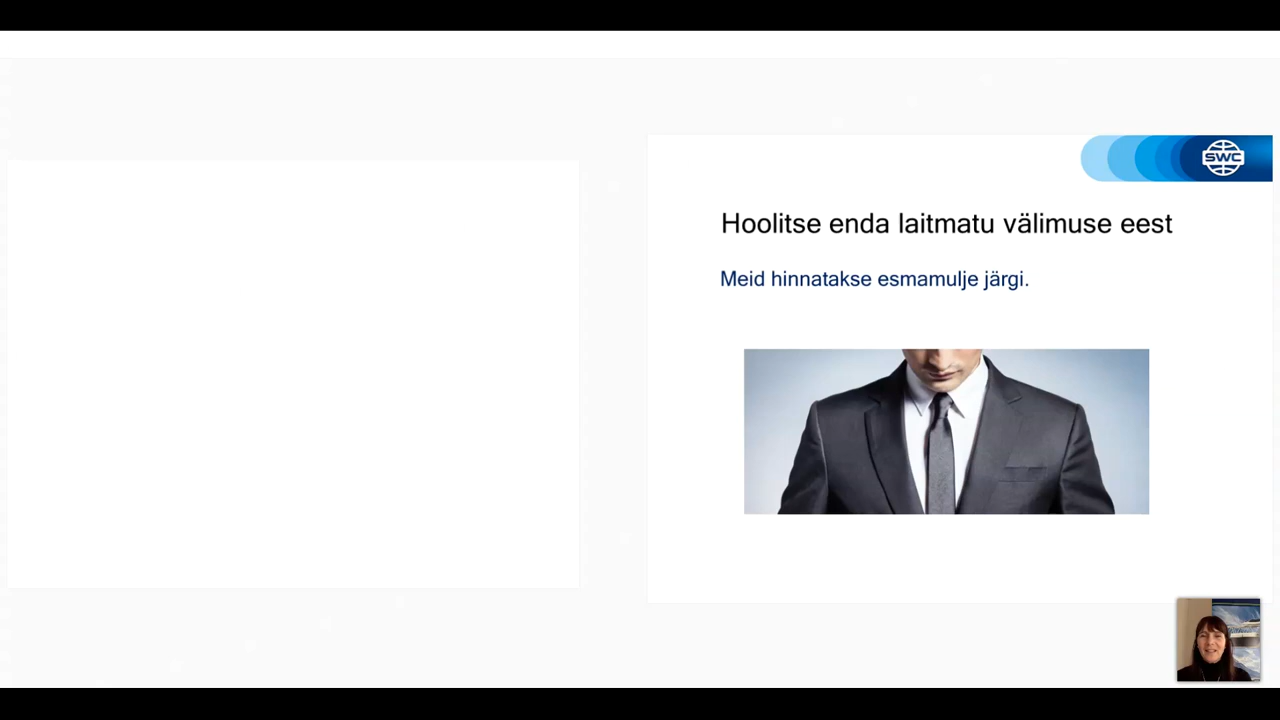 SWC
Hoolitse enda laitmatu välimuse eest
Meid hinnatakse esmamulje järgi.